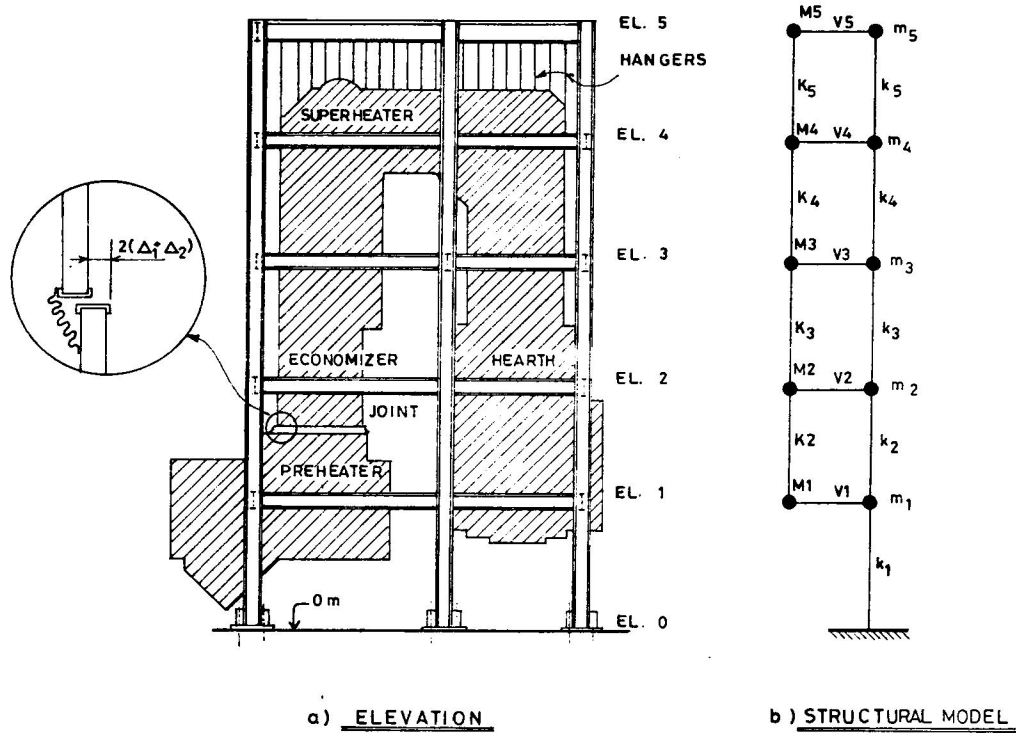 EL. 5
HANGERS
SUPERHEATER
EL. 4
2(Δ₁+Δ₂)
EL. 3
ECONOMIZER
HEARTH
EL. 2
JOINT
PREHEATER
EL. 1
0 m
EL. 0
a) ELEVATION
M5 V5 m₅
K₅ k₅
M4 V4 m₄
K₄ k₄
M3 V3 m₃
K₃ k₃
M2 V2 m₂
K2 k₂
M1 V1 m₁
k₁
b) STRUCTURAL MODEL